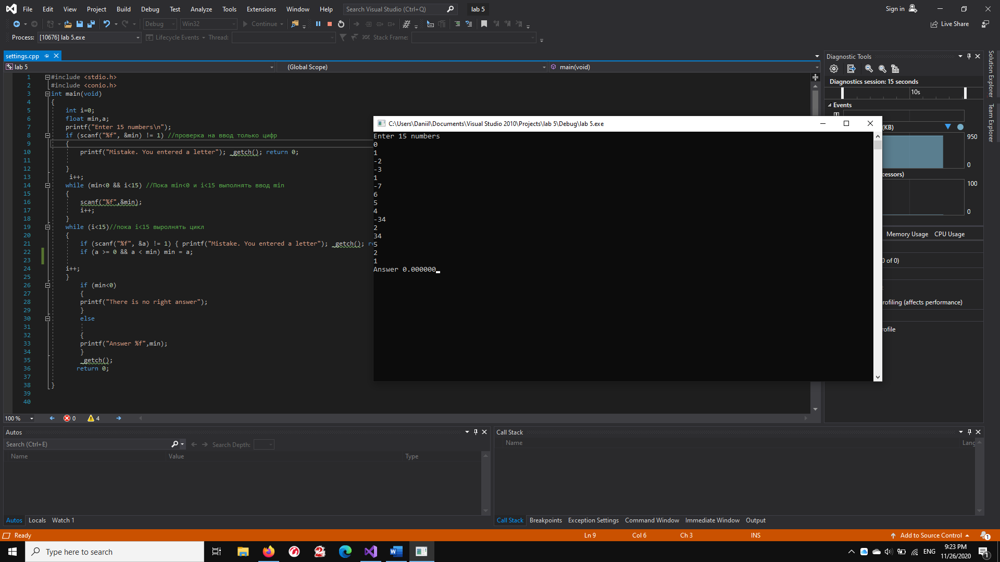 File Edit View Project Build Debug Test Analyze Tools Extensions Window Help Search Visual Studio (Ctrl+Q) lab 5 Sign in
Debug Win32 Continue Live Share
Process: [10676] lab 5.exe Lifecycle Events Thread: Stack Frame:
settings.cpp
lab 5 (Global Scope) main(void)
1 #include <stdio.h>
2 #include <conio.h>
3 int main(void)
4 {
5 int i=0;
6 float min,a;
7 printf("Enter 15 numbers\n");
8 if (scanf("%f", &min) != 1) //проверка на ввод только цифр
9 {
10 printf("Mistake. You entered a letter"); _getch(); return 0;
11
12 }
13 i++;
14 while (min<0 && i<15) //Пока min<0 и i<15 выполнять ввод min
15 {
16 scanf("%f",&min);
17 i++;
18 }
19 while (i<15)//пока i<15 выролнять цикл
20 {
21 if (scanf("%f", &a) != 1) { printf("Mistake. You entered a letter"); _getch(); re
22 if (a >= 0 && a < min) min = a;
23
24 i++;
25 }
26 if (min<0)
27 {
28 printf("There is no right answer");
29 }
30 else
31
32 {
33 printf("Answer %f",min);
34 }
35 _getch();
36 return 0;
37
38 }
39
40
100 % 0 4
C:\Users\Daniil\Documents\Visual Studio 2010\Projects\lab 5\Debug\lab 5.exe
Enter 15 numbers
0
1
-2
-3
1
-7
6
5
4
-34
2
34
5
2
1
Answer 0.000000
Diagnostic Tools
Diagnostics session: 15 seconds
10s
Events
(KB)
950
0
cessors)
100
0
Memory Usage CPU Usage
0 of 0)
rofiling (affects performance)
rofile
Solution Explorer
Team Explorer
Autos
Search (Ctrl+E) Search Depth:
Name Value Type
Autos Locals Watch 1
Call Stack
Name Lang
Call Stack Breakpoints Exception Settings Command Window Immediate Window Output
Ready Ln 9 Col 6 Ch 3 INS Add to Source Control 1
Type here to search ENG 9:23 PM
11/26/2020 1